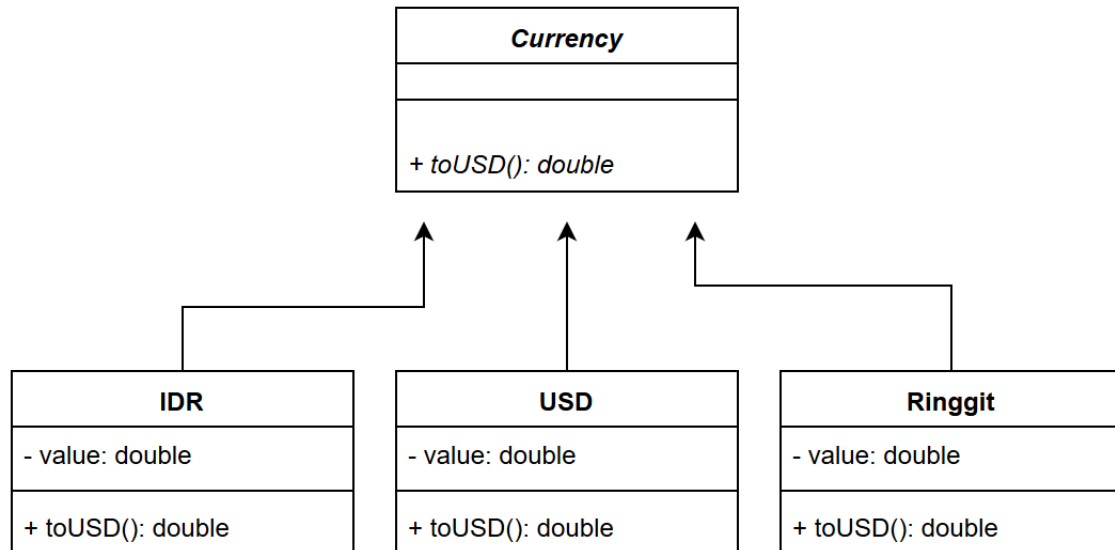 Currency
+ toUSD(): double
IDR
- value: double
+ toUSD(): double
USD
- value: double
+ toUSD(): double
Ringgit
- value: double
+ toUSD(): double